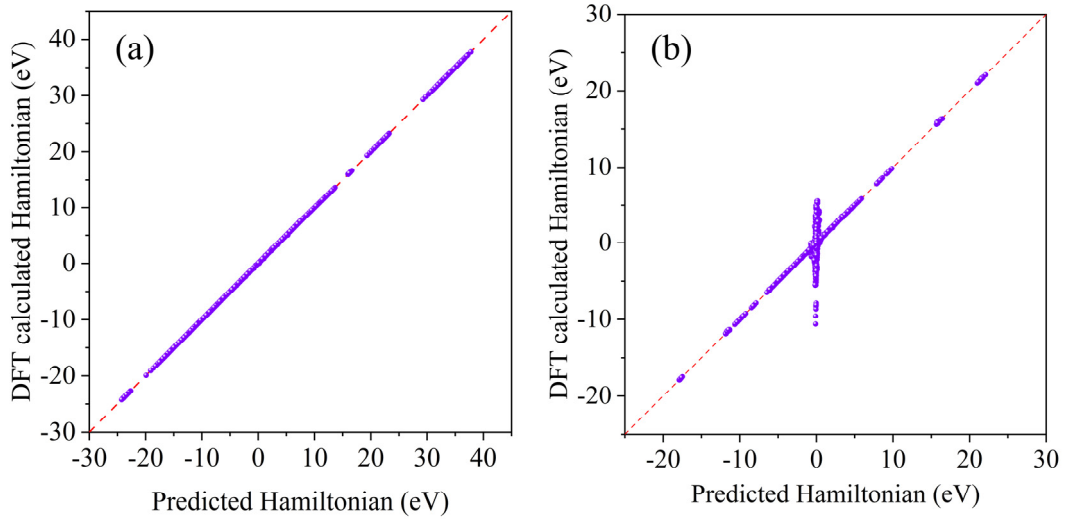 (a)
DFT calculated Hamiltonian (eV)
40
30
20
10
0
-10
-20
-30
-30 -20 -10 0 10 20 30 40
Predicted Hamiltonian (eV)
(b)
DFT calculated Hamiltonian (eV)
30
20
10
0
-10
-20
-20 -10 0 10 20 30
Predicted Hamiltonian (eV)